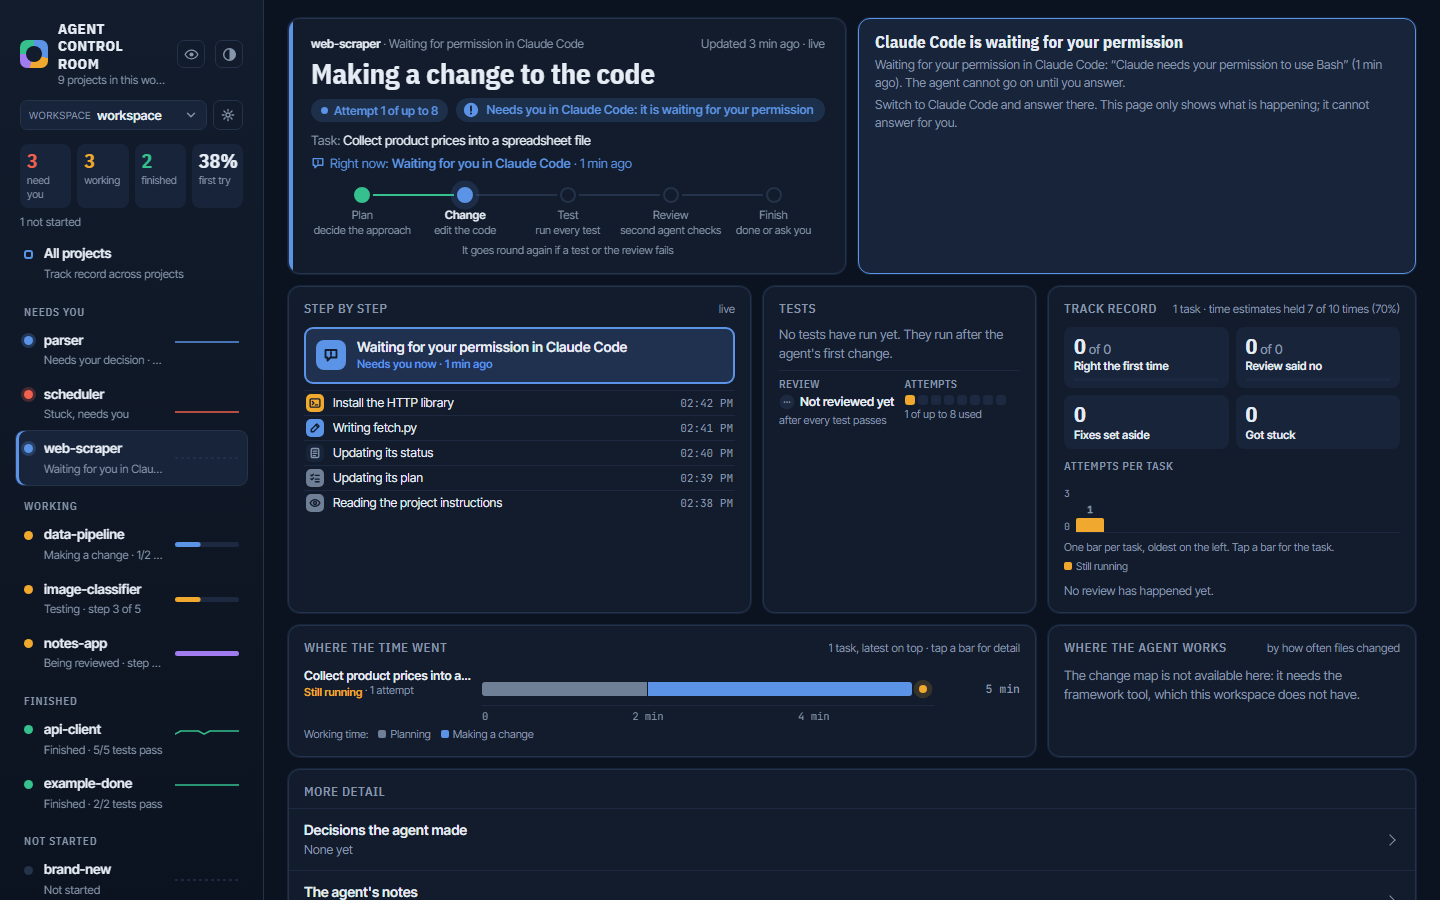 AGENT
CONTROL
ROOM
9 projects in this wo...
WORKSPACE workspace
3 need you
3 working
2 finished
38% first try
1 not started
All projects
Track record across projects
NEEDS YOU
parser
Needs your decision · ...
scheduler
Stuck, needs you
web-scraper
Waiting for you in Clau...
WORKING
data-pipeline
Making a change · 1/2 ...
image-classifier
Testing · step 3 of 5
notes-app
Being reviewed · step ...
FINISHED
api-client
Finished · 5/5 tests pass
example-done
Finished · 2/2 tests pass
NOT STARTED
brand-new
Not started
web-scraper · Waiting for permission in Claude Code
Updated 3 min ago · live
Making a change to the code
Attempt 1 of up to 8
Needs you in Claude Code: it is waiting for your permission
Task: Collect product prices into a spreadsheet file
Right now: Waiting for you in Claude Code · 1 min ago
Plan
decide the approach
Change
edit the code
Test
run every test
Review
second agent checks
Finish
done or ask you
It goes round again if a test or the review fails
Claude Code is waiting for your permission
Waiting for your permission in Claude Code: “Claude needs your permission to use Bash” (1 min
ago). The agent cannot go on until you answer.
Switch to Claude Code and answer there. This page only shows what is happening; it cannot
answer for you.
STEP BY STEP
live
Waiting for your permission in Claude Code
Needs you now · 1 min ago
Install the HTTP library 02:42 PM
Writing fetch.py 02:41 PM
Updating its status 02:40 PM
Updating its plan 02:39 PM
Reading the project instructions 02:38 PM
TESTS
No tests have run yet. They run after the
agent's first change.
REVIEW
Not reviewed yet
after every test passes
ATTEMPTS
1 of up to 8 used
TRACK RECORD
1 task · time estimates held 7 of 10 times (70%)
0 of 0
Right the first time
0 of 0
Review said no
0
Fixes set aside
0
Got stuck
ATTEMPTS PER TASK
3
1
0
One bar per task, oldest on the left. Tap a bar for the task.
Still running
No review has happened yet.
WHERE THE TIME WENT
1 task, latest on top · tap a bar for detail
Collect product prices into a...
Still running · 1 attempt
5 min
0 2 min 4 min
Working time: Planning Making a change
WHERE THE AGENT WORKS
by how often files changed
The change map is not available here: it needs the
framework tool, which this workspace does not have.
MORE DETAIL
Decisions the agent made
None yet
The agent's notes